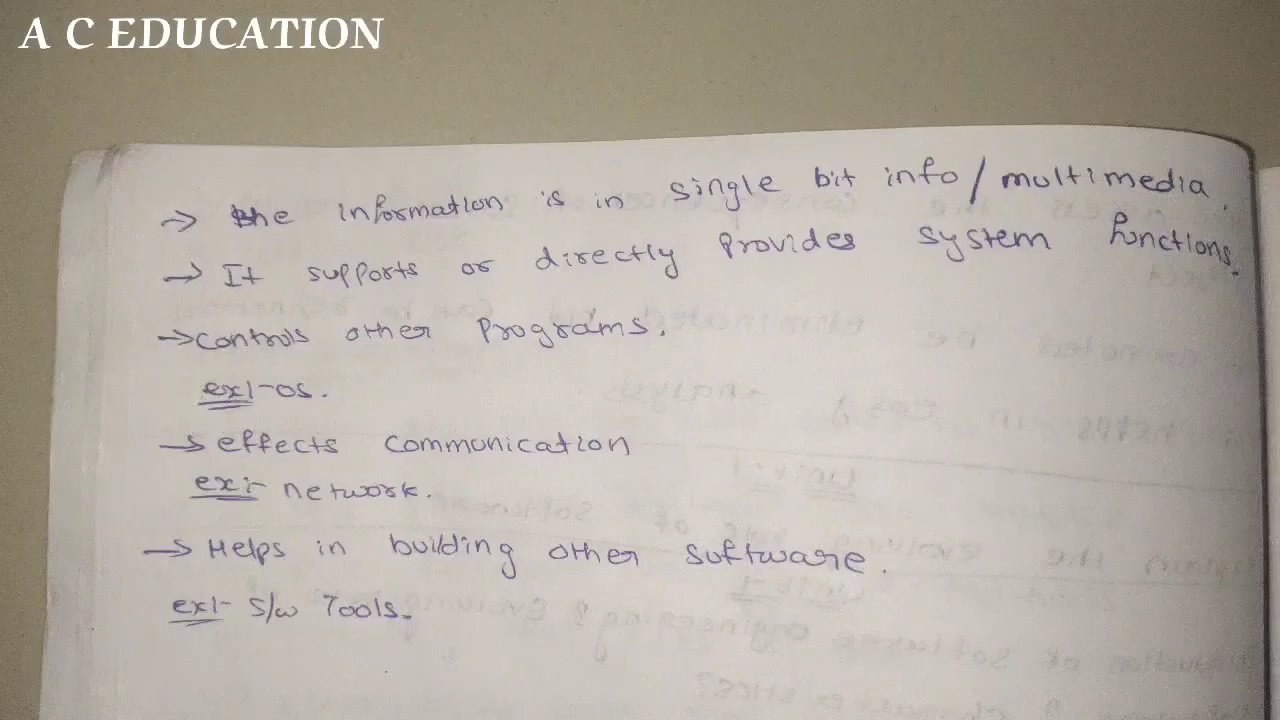 A C EDUCATION
→ the information is in single bit info/multimedia.
→ It supports or directly provides system functions.
→ controls other programs.
ex:- os.
→ effects communication
ex:- network.
→ Helps in building other software.
ex:- S/w Tools.